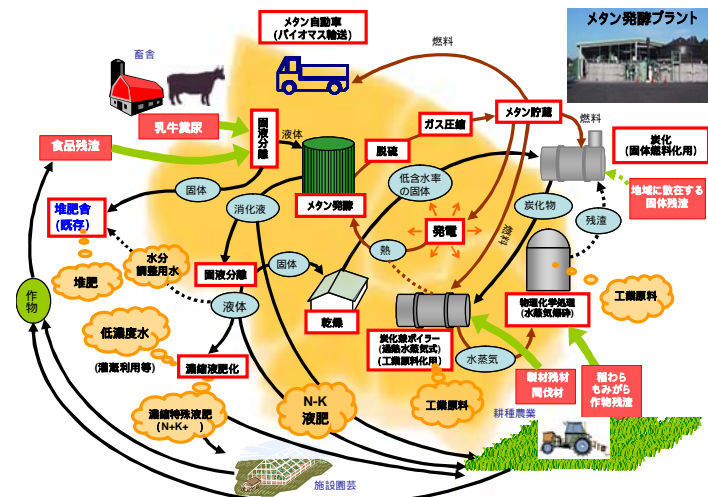 メタン自動車
(バイオマス輸送)
メタン発酵プラント
燃料
畜舎
乳牛糞尿
固液分離
液体
脱硫
ガス圧縮
メタン貯蔵
燃料
炭化
(固体燃料化用)
食品残渣
固体
消化液
メタン発酵
低含水率
の固体
炭化物
地域に散在する
固体残渣
残渣
堆肥舎
(既存)
発電
燃料
熱
水分
調整用水
固液分離
固体
堆肥
作物
液体
乾燥
物理化学処理
(水蒸気爆砕)
工業原料
低濃度水
(灌漑利用等)
炭化兼ボイラー
(過熱水蒸気式)
(工業原料化用)
水蒸気
濃縮液肥化
製材残材
間伐材
稲わら
もみがら
作物残渣
濃縮特殊液肥
(N+K+ )
N-K
液肥
工業原料
耕種農業
施設園芸